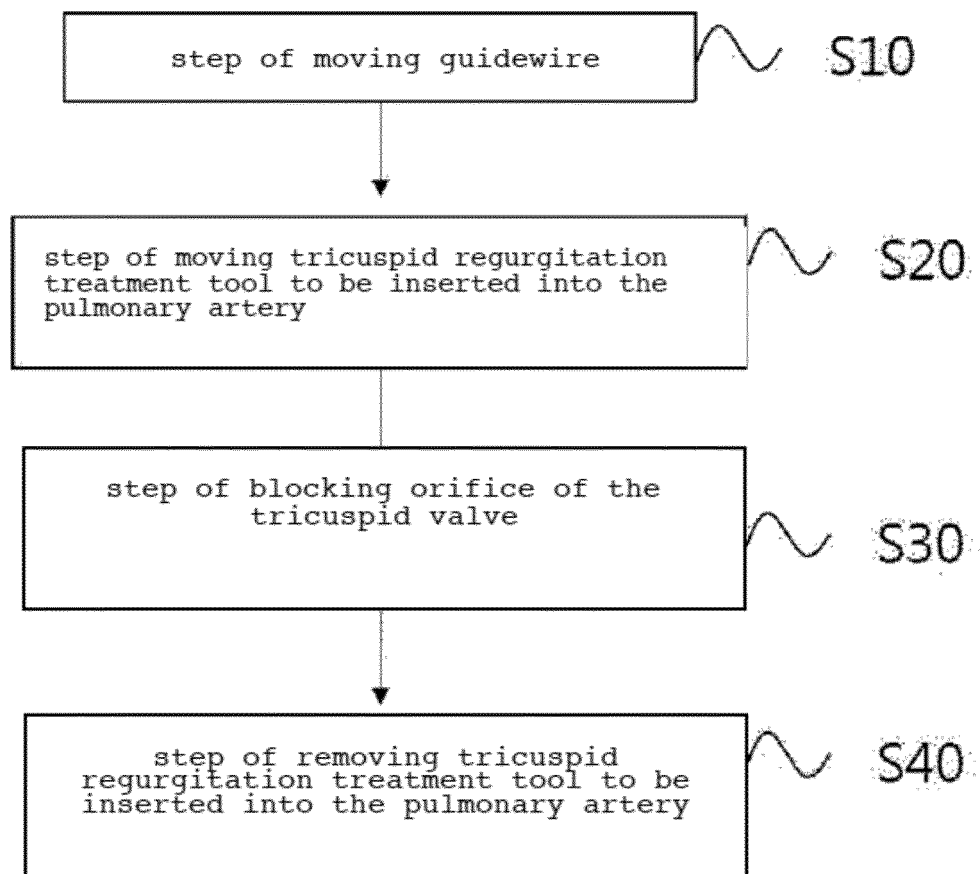 step of moving guidewire
S10
step of moving tricuspid regurgitation
treatment tool to be inserted into the
pulmonary artery
S20
step of blocking orifice of the
tricuspid valve
S30
step of removing tricuspid
regurgitation treatment tool to be
inserted into the pulmonary artery
S40